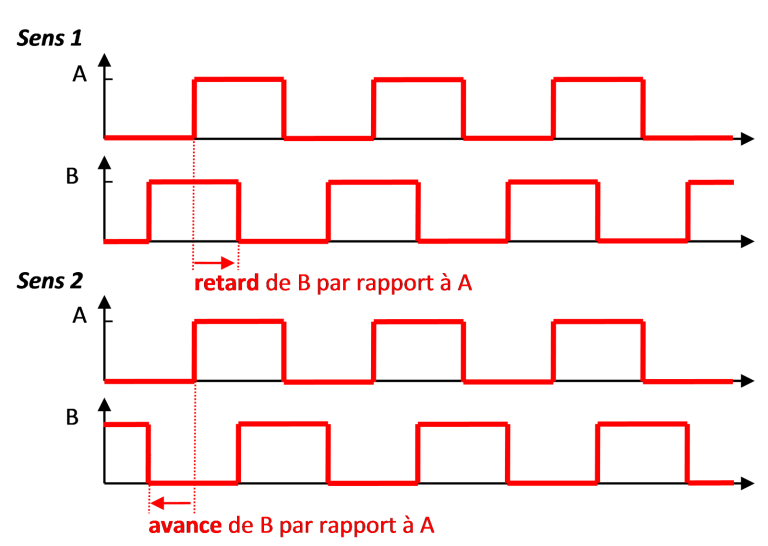 Sens 1
A
B
retard de B par rapport à A
Sens 2
A
B
avance de B par rapport à A